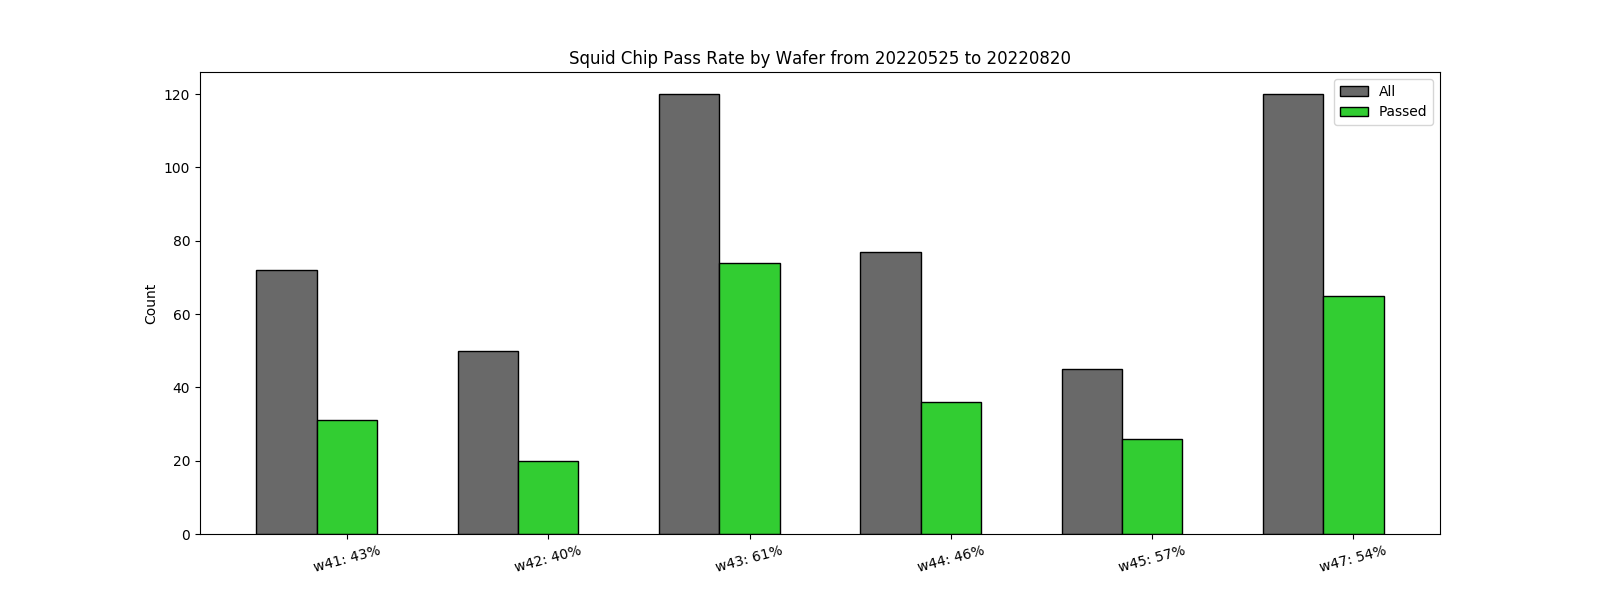 Squid Chip Pass Rate by Wafer from 20220525 to 20220820
All
Passed
Count
120
100
80
60
40
20
0
w41: 43%
w42: 40%
w43: 61%
w44: 46%
w45: 57%
w47: 54%